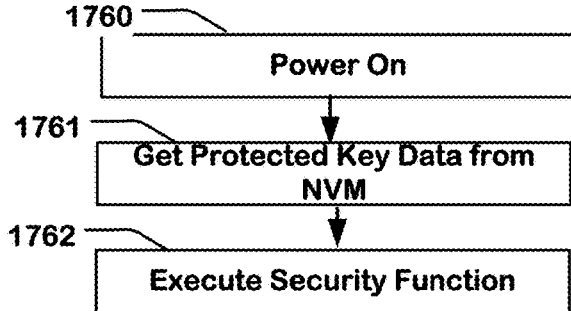 1760
Power On
1761
Get Protected Key Data from
NVM
1762
Execute Security Function